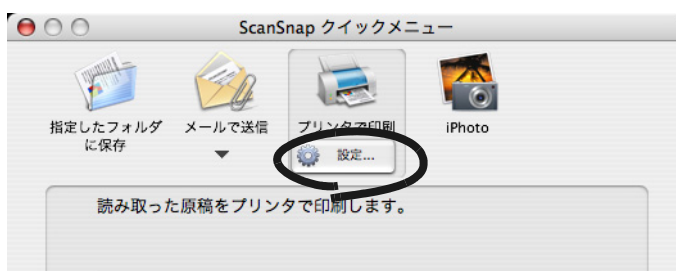 ScanSnap クイックメニュー
指定したフォルダ
に保存
メールで送信
プリンタで印刷
iPhoto
設定...
読み取った原稿をプリンタで印刷します。